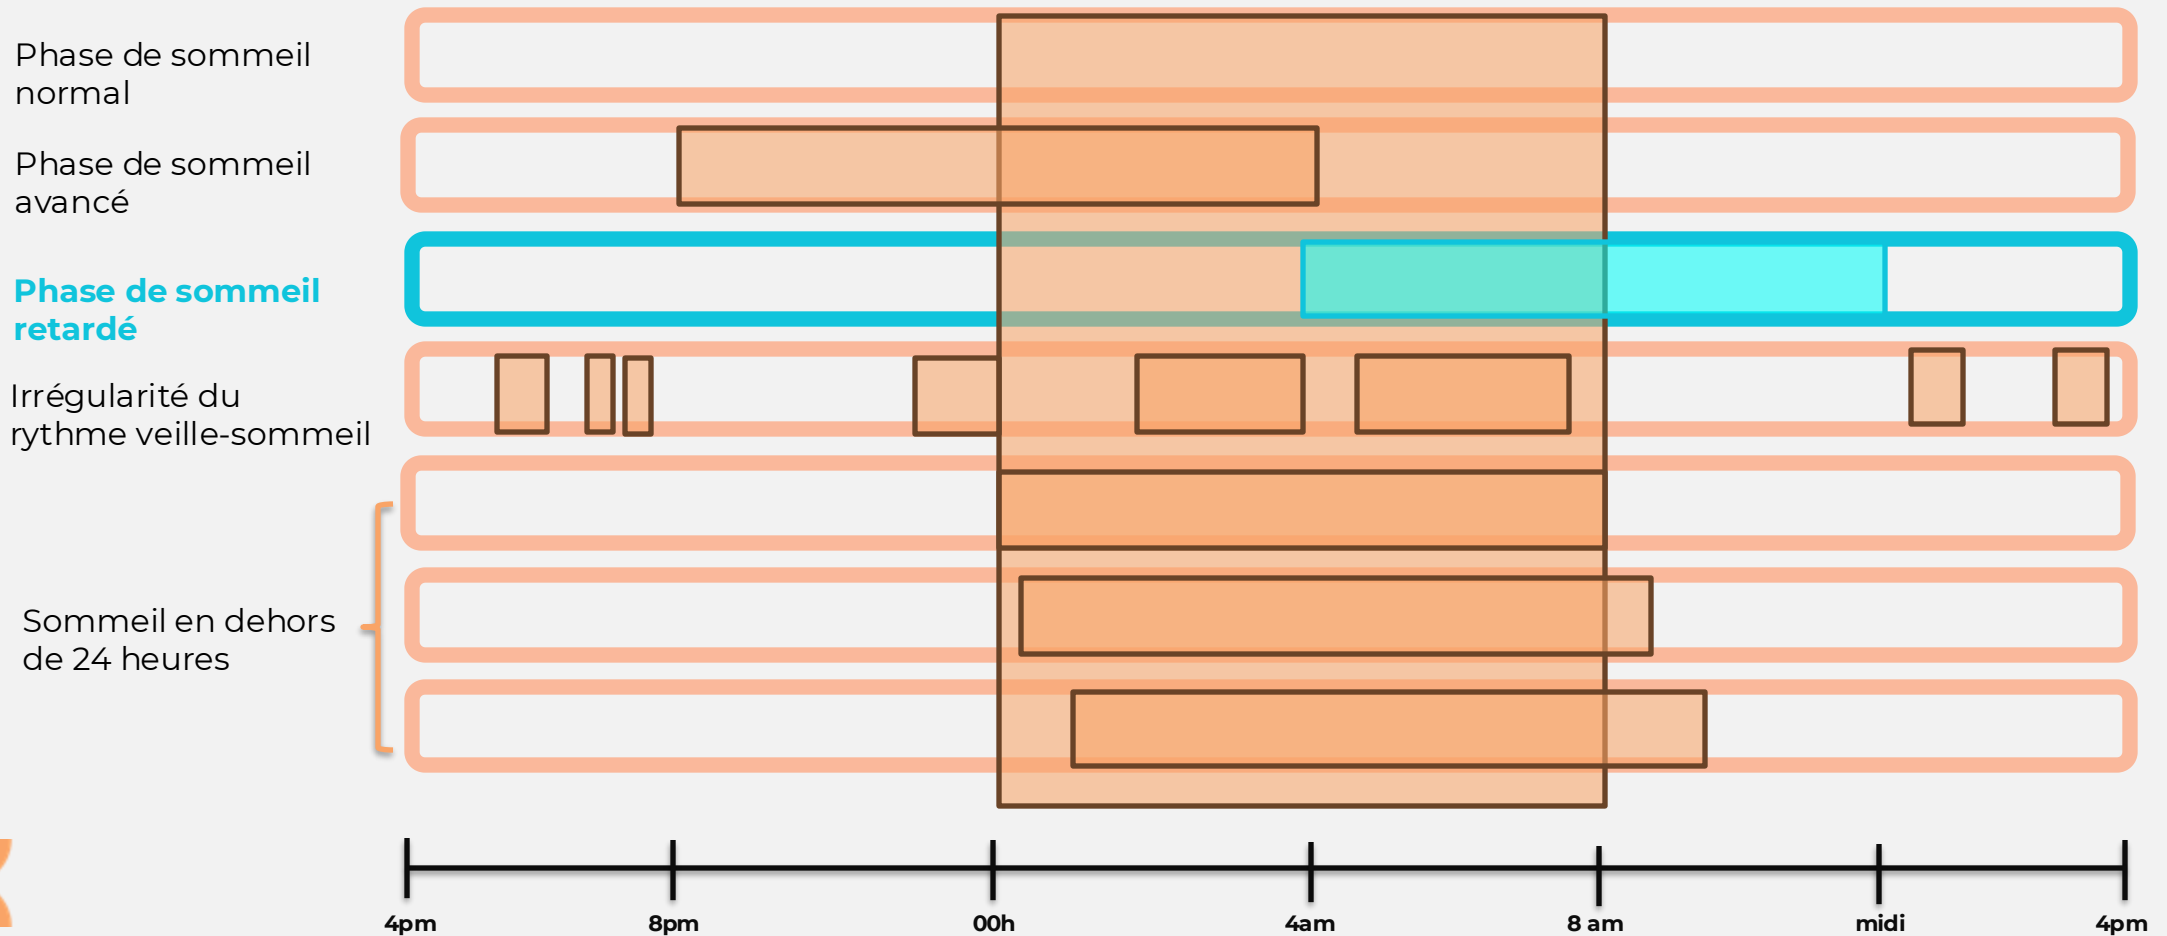 Phase de sommeil
normal
Phase de sommeil
avancé
Phase de sommeil
retardé
Irrégularité du
rythme veille-sommeil
Sommeil en dehors
de 24 heures
4pm 8pm 00h 4am 8 am midi 4pm